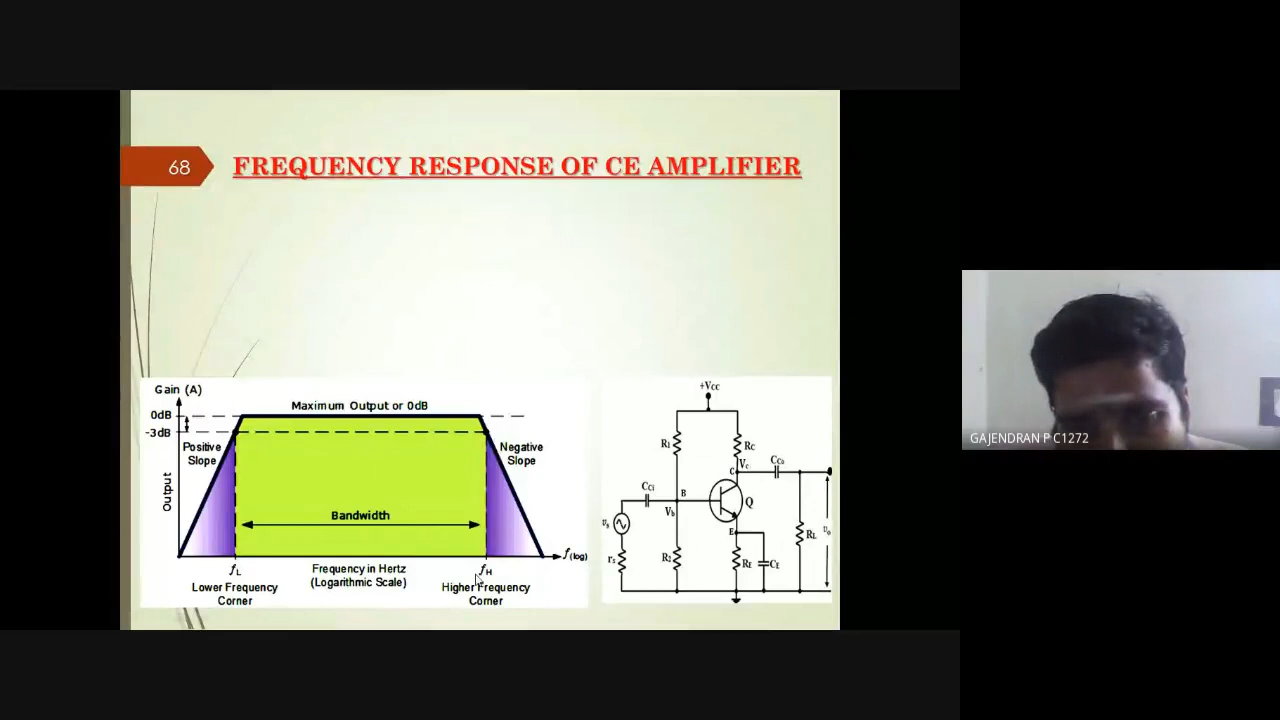 68
FREQUENCY RESPONSE OF CE AMPLIFIER
Gain (A)
0dB
-3dB
Maximum Output or 0dB
Positive
Slope
Negative
Slope
Output
Bandwidth
f(log)
fL
fH
Frequency in Hertz
(Logarithmic Scale)
Lower Frequency
Corner
Higher Frequency
Corner
+VCC
R1
RC
VC
C
CCo
CCi
B
Vb
Q
vs
E
rs
R2
RE
CE
RL
vo
GAJENDRAN P C1272